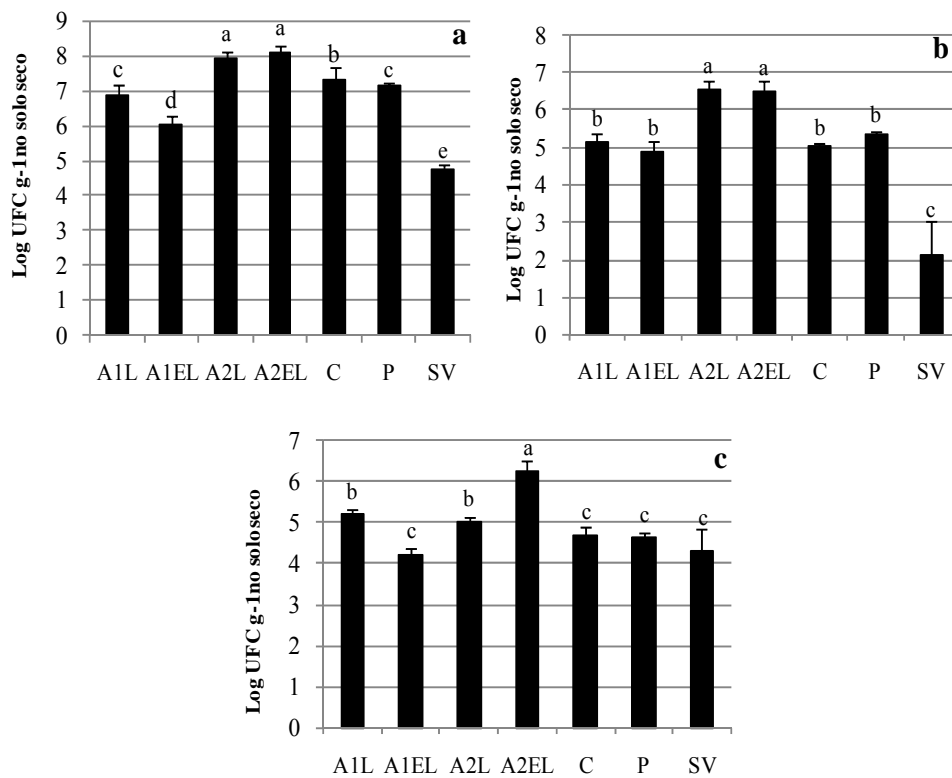 a
Log UFC g-1no solo seco
9
8
7
6
5
4
3
2
1
0
c
d
a
a
b
c
e
A1L A1EL A2L A2EL C P SV
b
Log UFC g-1no solo seco
8
7
6
5
4
3
2
1
0
b
b
a
a
b
b
c
A1L A1EL A2L A2EL C P SV
c
Log UFC g-1no solo seco
7
6
5
4
3
2
1
0
b
c
b
a
c
c
c
A1L A1EL A2L A2EL C P SV